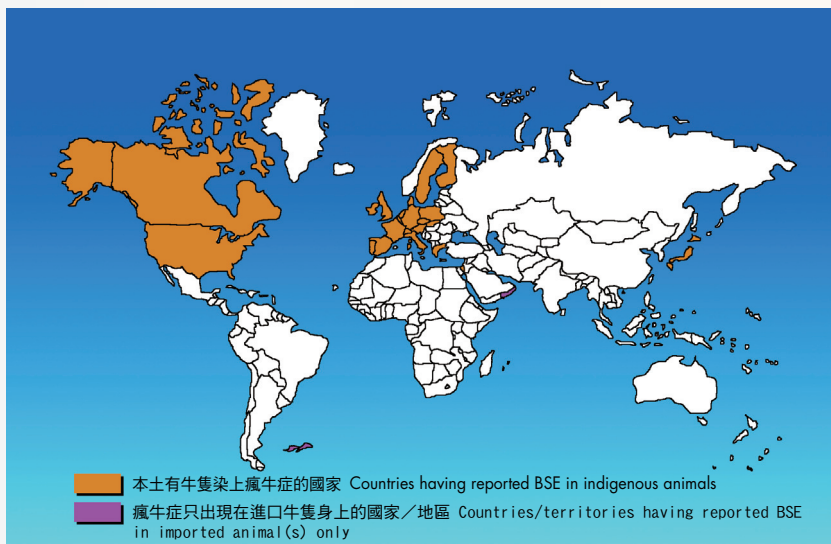 本土有牛隻染上瘋牛症的國家 Countries having reported BSE in indigenous animals
瘋牛症只出現在進口牛隻身上的國家／地區 Countries/territories having reported BSE
in imported animal(s) only